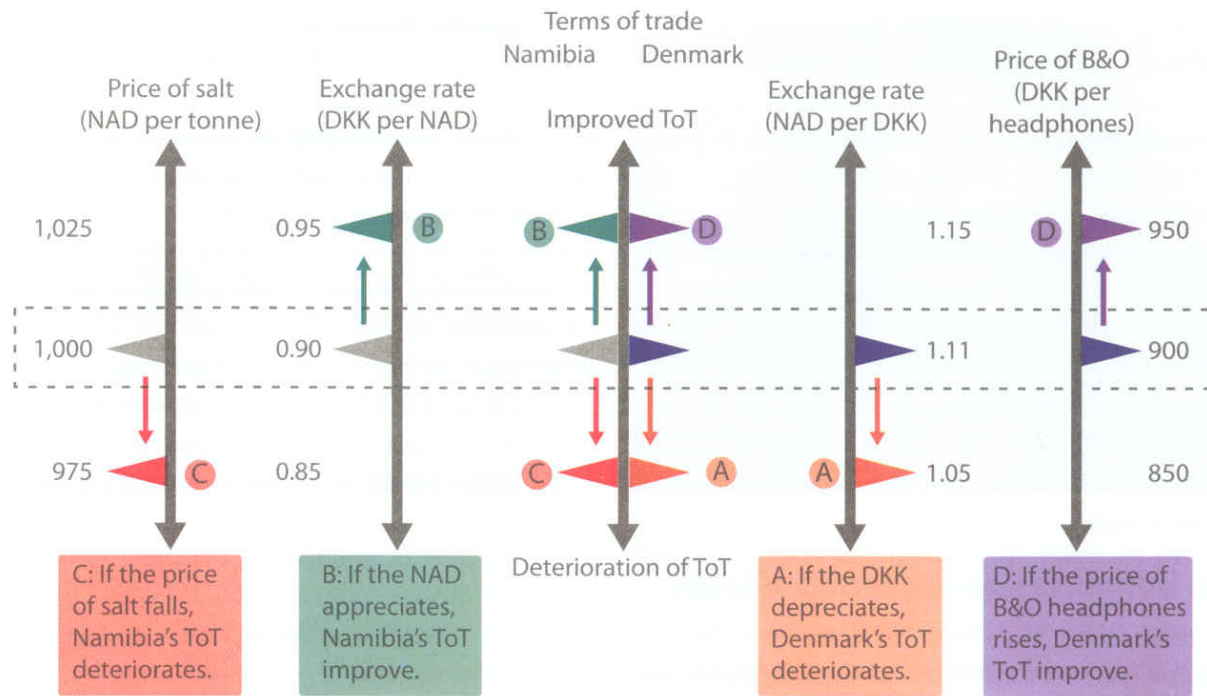 Terms of trade
Namibia Denmark
Price of salt
(NAD per tonne)
Exchange rate
(DKK per NAD)
Improved ToT
Exchange rate
(NAD per DKK)
Price of B&O
(DKK per
headphones)
1,025
0.95
B
B
D
1.15
D
950
1,000
0.90
1.11
900
975
C
0.85
C
A
A
1.05
850
Deterioration of ToT
C: If the price
of salt falls,
Namibia's ToT
deteriorates.
B: If the NAD
appreciates,
Namibia's ToT
improve.
A: If the DKK
depreciates,
Denmark's ToT
deteriorates.
D: If the price of
B&O headphones
rises, Denmark's
ToT improve.